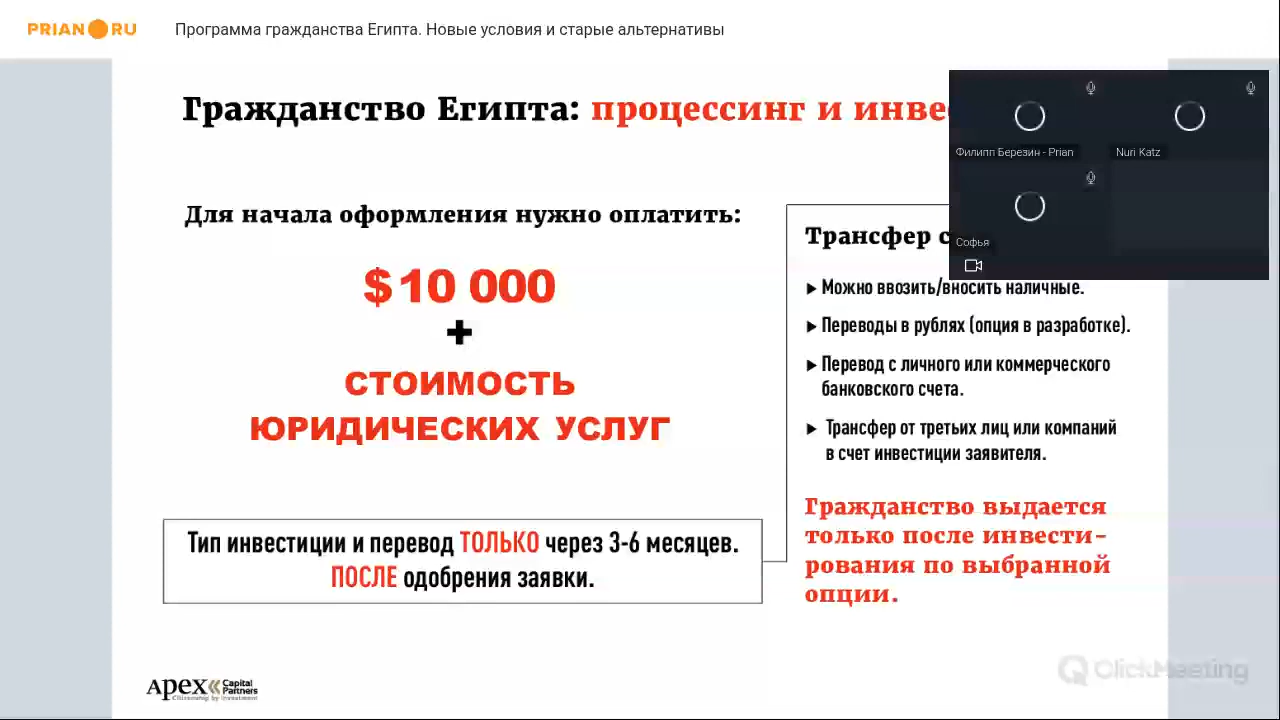 PRIAN RU
Программа гражданства Египта. Новые условия и старые альтернативы
Гражданство Египта: процессинг и
Филипп Березин - Prian
Nuri Katz
Софья
Для начала оформления нужно оплатить:
$10 000
+
СТОИМОСТЬ
ЮРИДИЧЕСКИХ УСЛУГ
Тип инвестиции и перевод ТОЛЬКО через 3-6 месяцев.
ПОСЛЕ одобрения заявки.
Трансфер
Можно ввозить/вносить наличные.
Переводы в рублях (опция в разработке).
Перевод с личного или коммерческого
банковского счета.
Трансфер от третьих лиц или компаний
в счет инвестиции заявителя.
Гражданство выдается
только после инвести-
рования по выбранной
опции.
APEX Capital
Partners
Citizenship by Investment
ClickMeeting